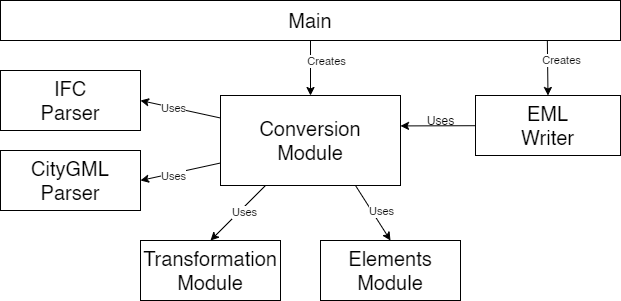 Main
Creates
Creates
IFC
Parser
Uses
Conversion
Module
Uses
EML
Writer
CityGML
Parser
Uses
Uses
Uses
Transformation
Module
Elements
Module